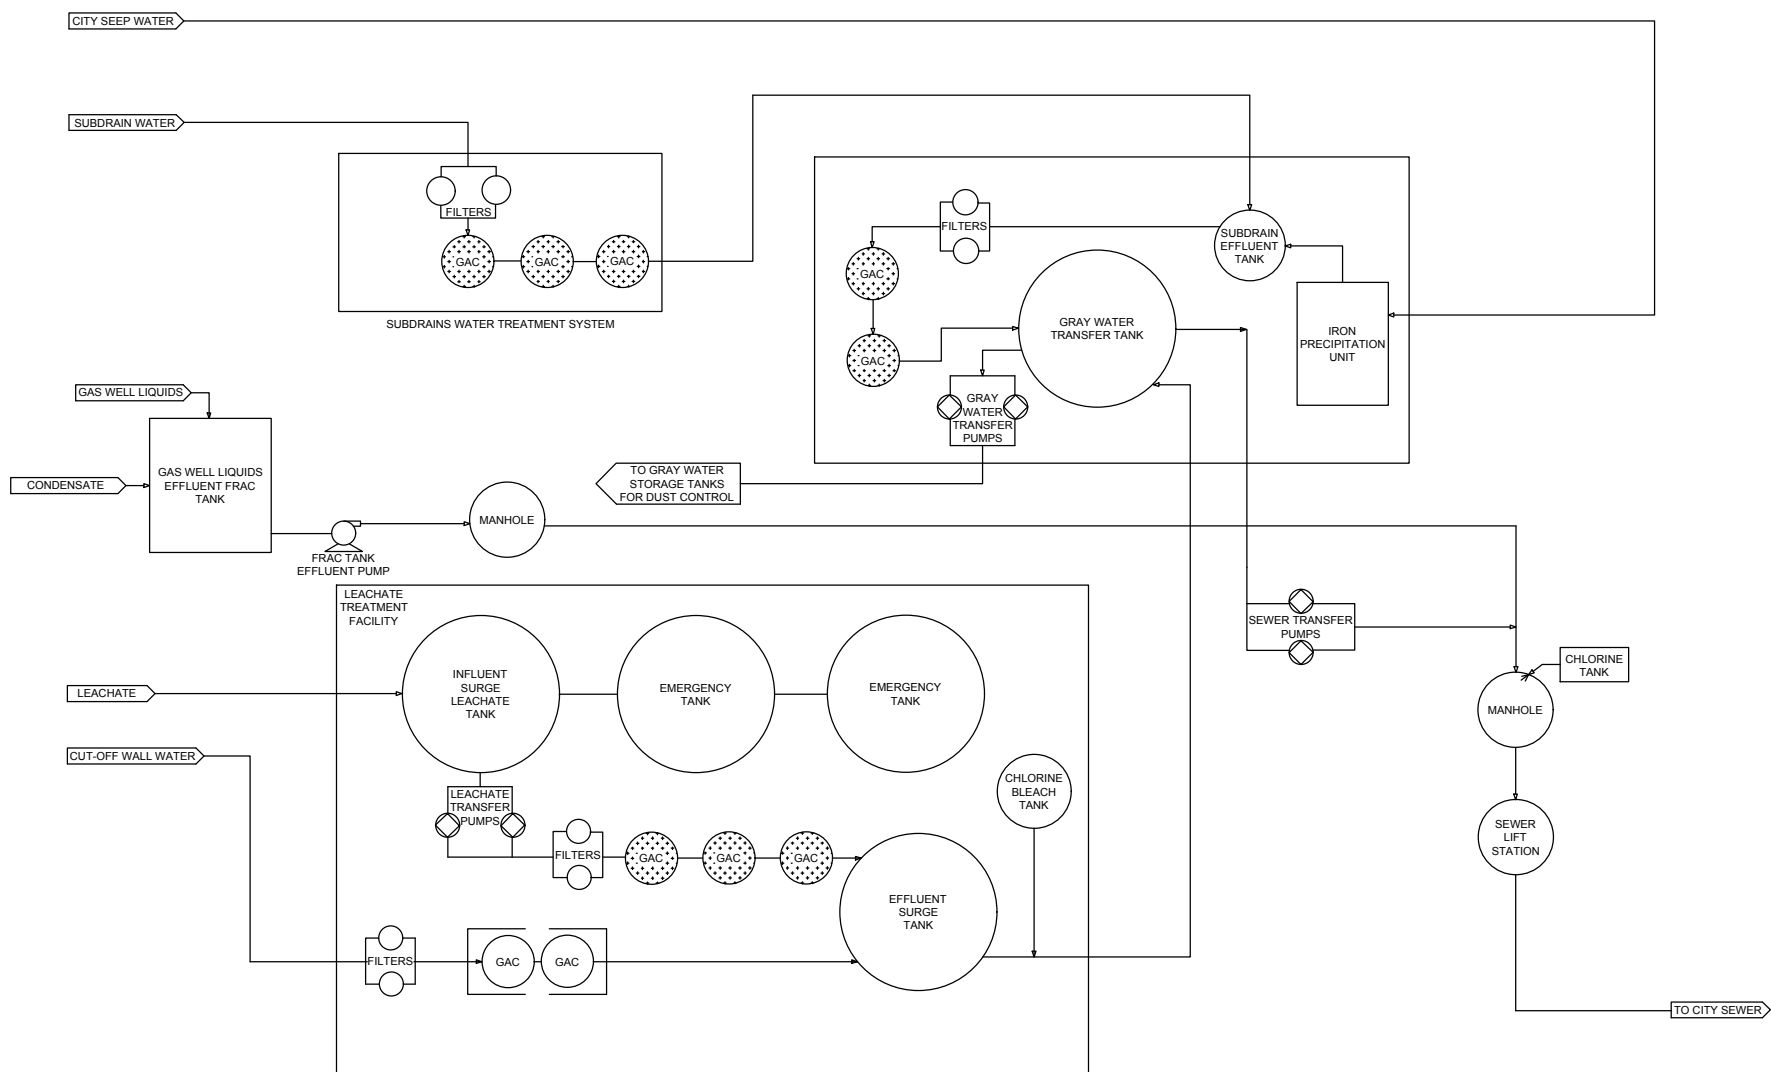 CITY SEEP WATER
SUBDRAIN WATER
FILTERS
GAC
GAC
GAC
SUBDRAINS WATER TREATMENT SYSTEM
FILTERS
SUBDRAIN
EFFLUENT
TANK
GAC
GAC
GRAY WATER
TRANSFER TANK
IRON
PRECIPITATION
UNIT
GRAY
WATER
TRANSFER
PUMPS
TO GRAY WATER
STORAGE TANKS
FOR DUST CONTROL
GAS WELL LIQUIDS
GAS WELL LIQUIDS
EFFLUENT FRAC
TANK
CONDENSATE
FRAC TANK
EFFLUENT PUMP
MANHOLE
LEACHATE
TREATMENT
FACILITY
INFLUENT
SURGE
LEACHATE
TANK
EMERGENCY
TANK
EMERGENCY
TANK
SEWER TRANSFER
PUMPS
CHLORINE
TANK
MANHOLE
LEACHATE
CUT-OFF WALL WATER
LEACHATE
TRANSFER
PUMPS
CHLORINE
BLEACH
TANK
SEWER
LIFT
STATION
FILTERS
GAC
GAC
GAC
EFFLUENT
SURGE
TANK
FILTERS
GAC
GAC
TO CITY SEWER